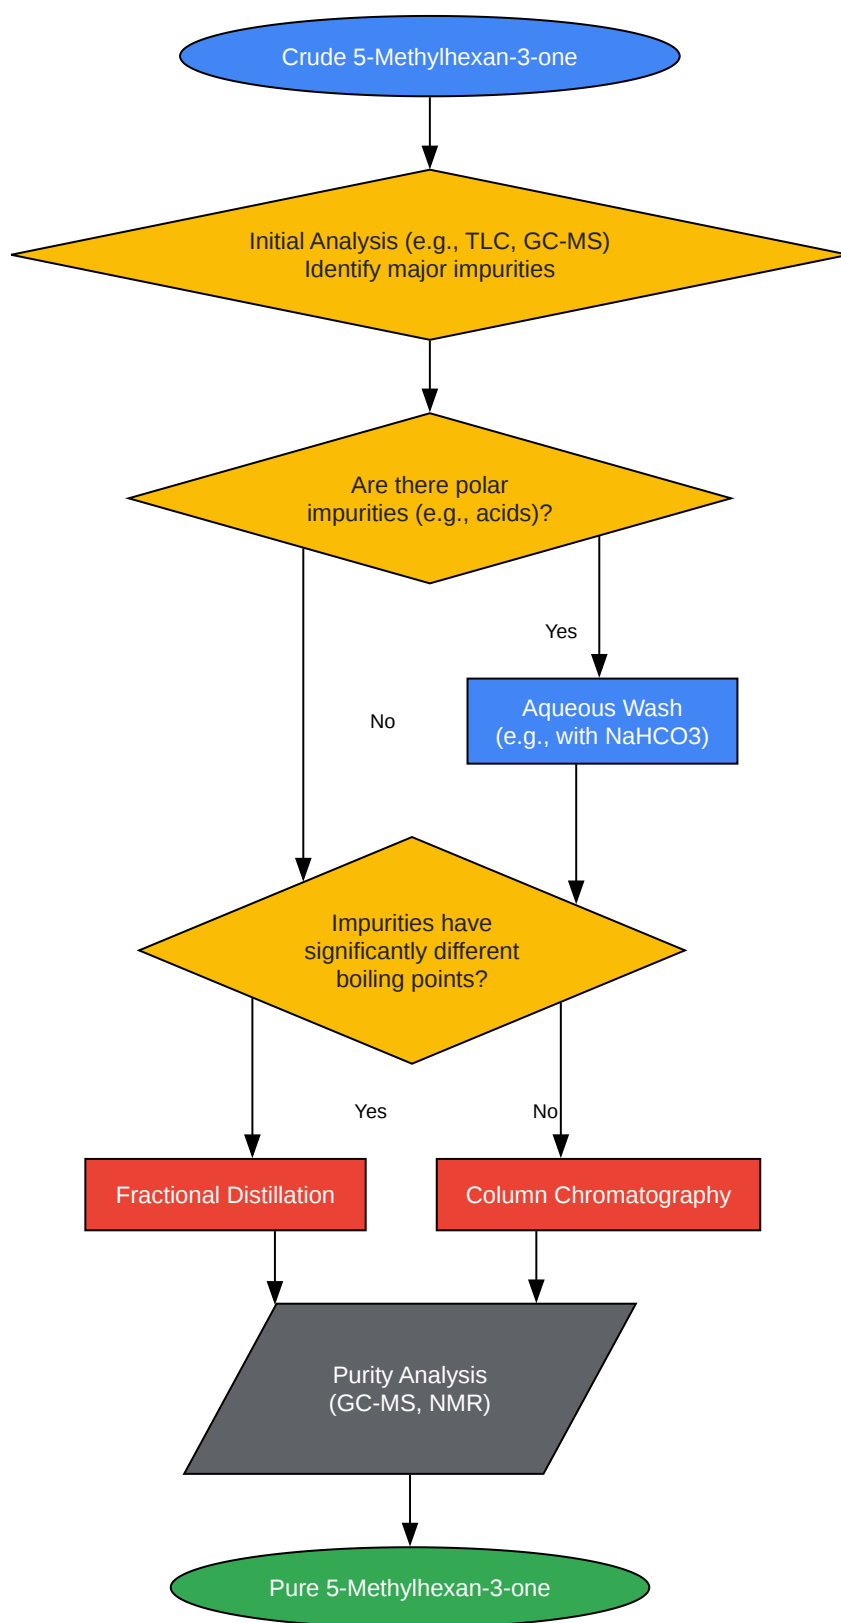 Crude 5-Methylhexan-3-one
Initial Analysis (e.g., TLC, GC-MS)
Identify major impurities
Are there polar
impurities (e.g., acids)?
Yes
No
Aqueous Wash
(e.g., with NaHCO3)
Impurities have
significantly different
boiling points?
Yes
No
Fractional Distillation
Column Chromatography
Purity Analysis
(GC-MS, NMR)
Pure 5-Methylhexan-3-one